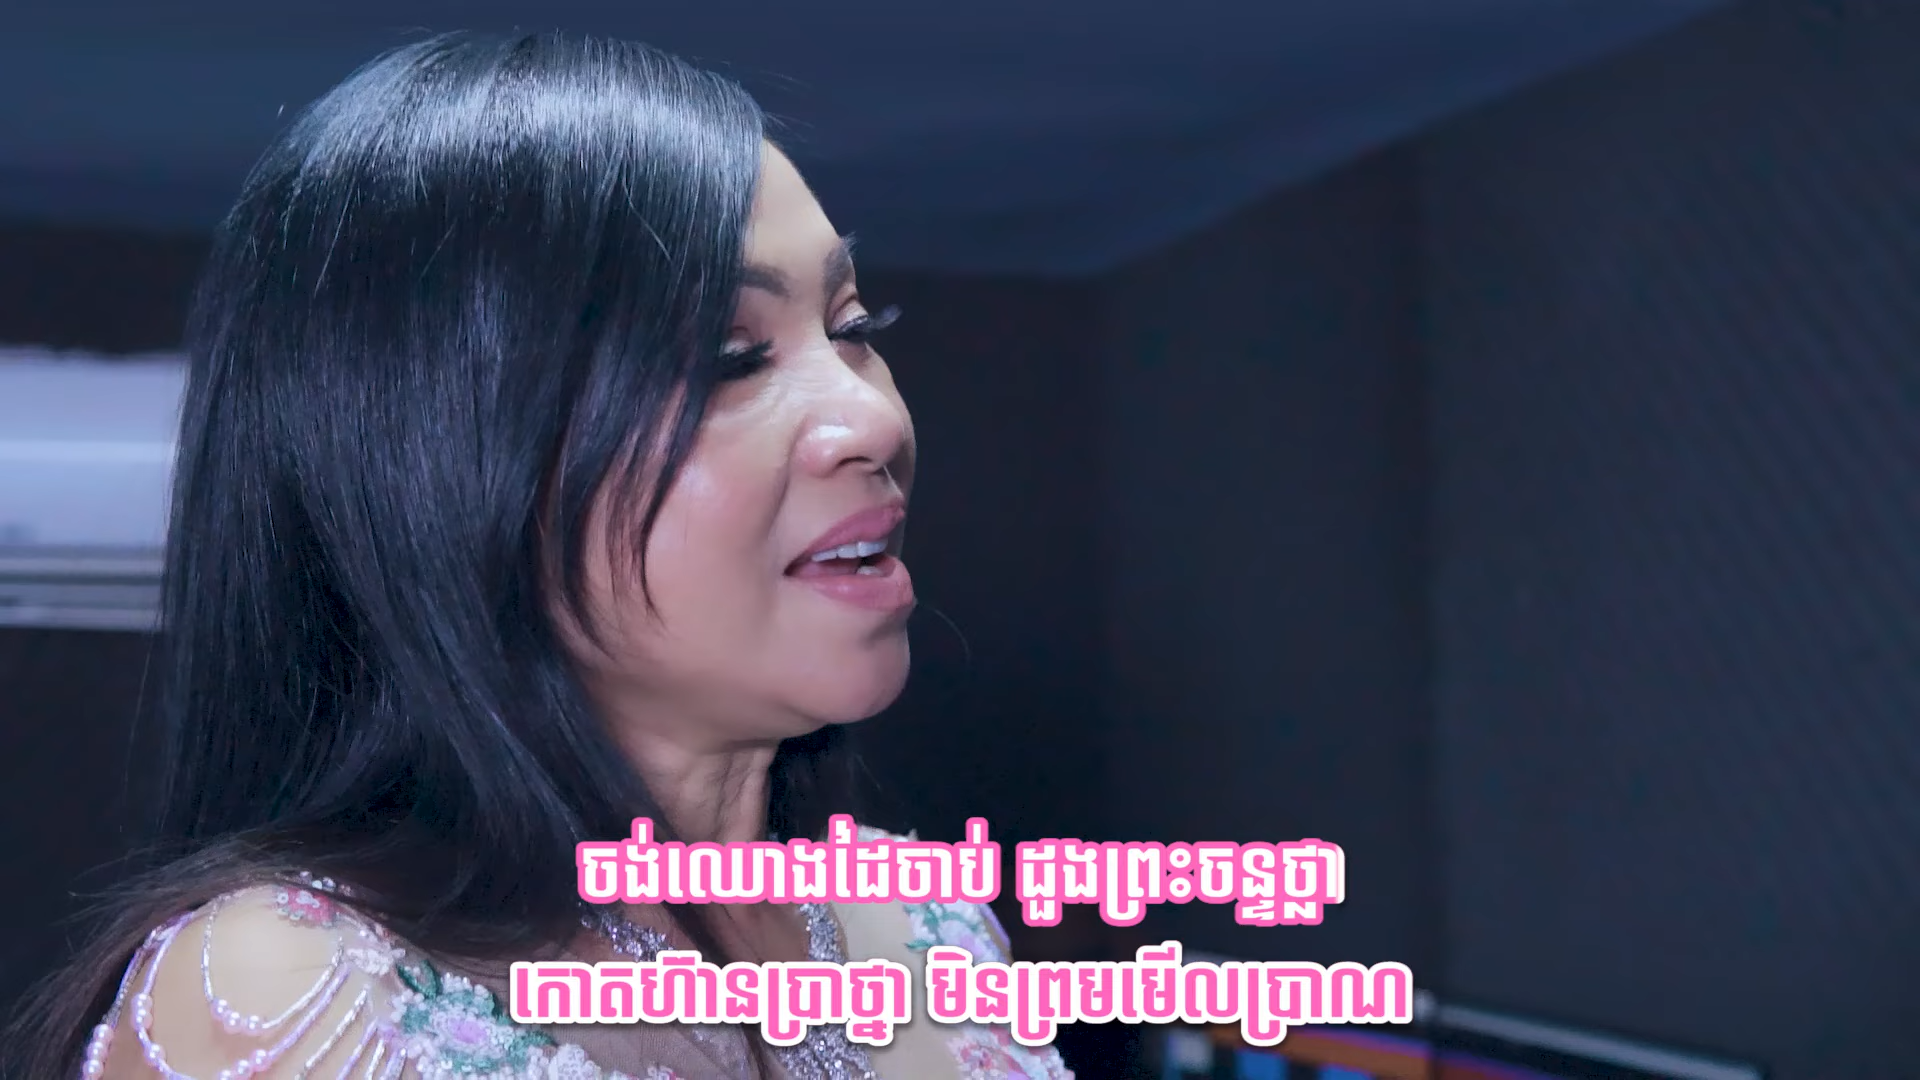 ចង់ឈោងដៃចាប់ ដួងព្រះចន្ទថ្លា
កោតហ៊ានប្រាថ្នា មិនព្រមមើលប្រាណ